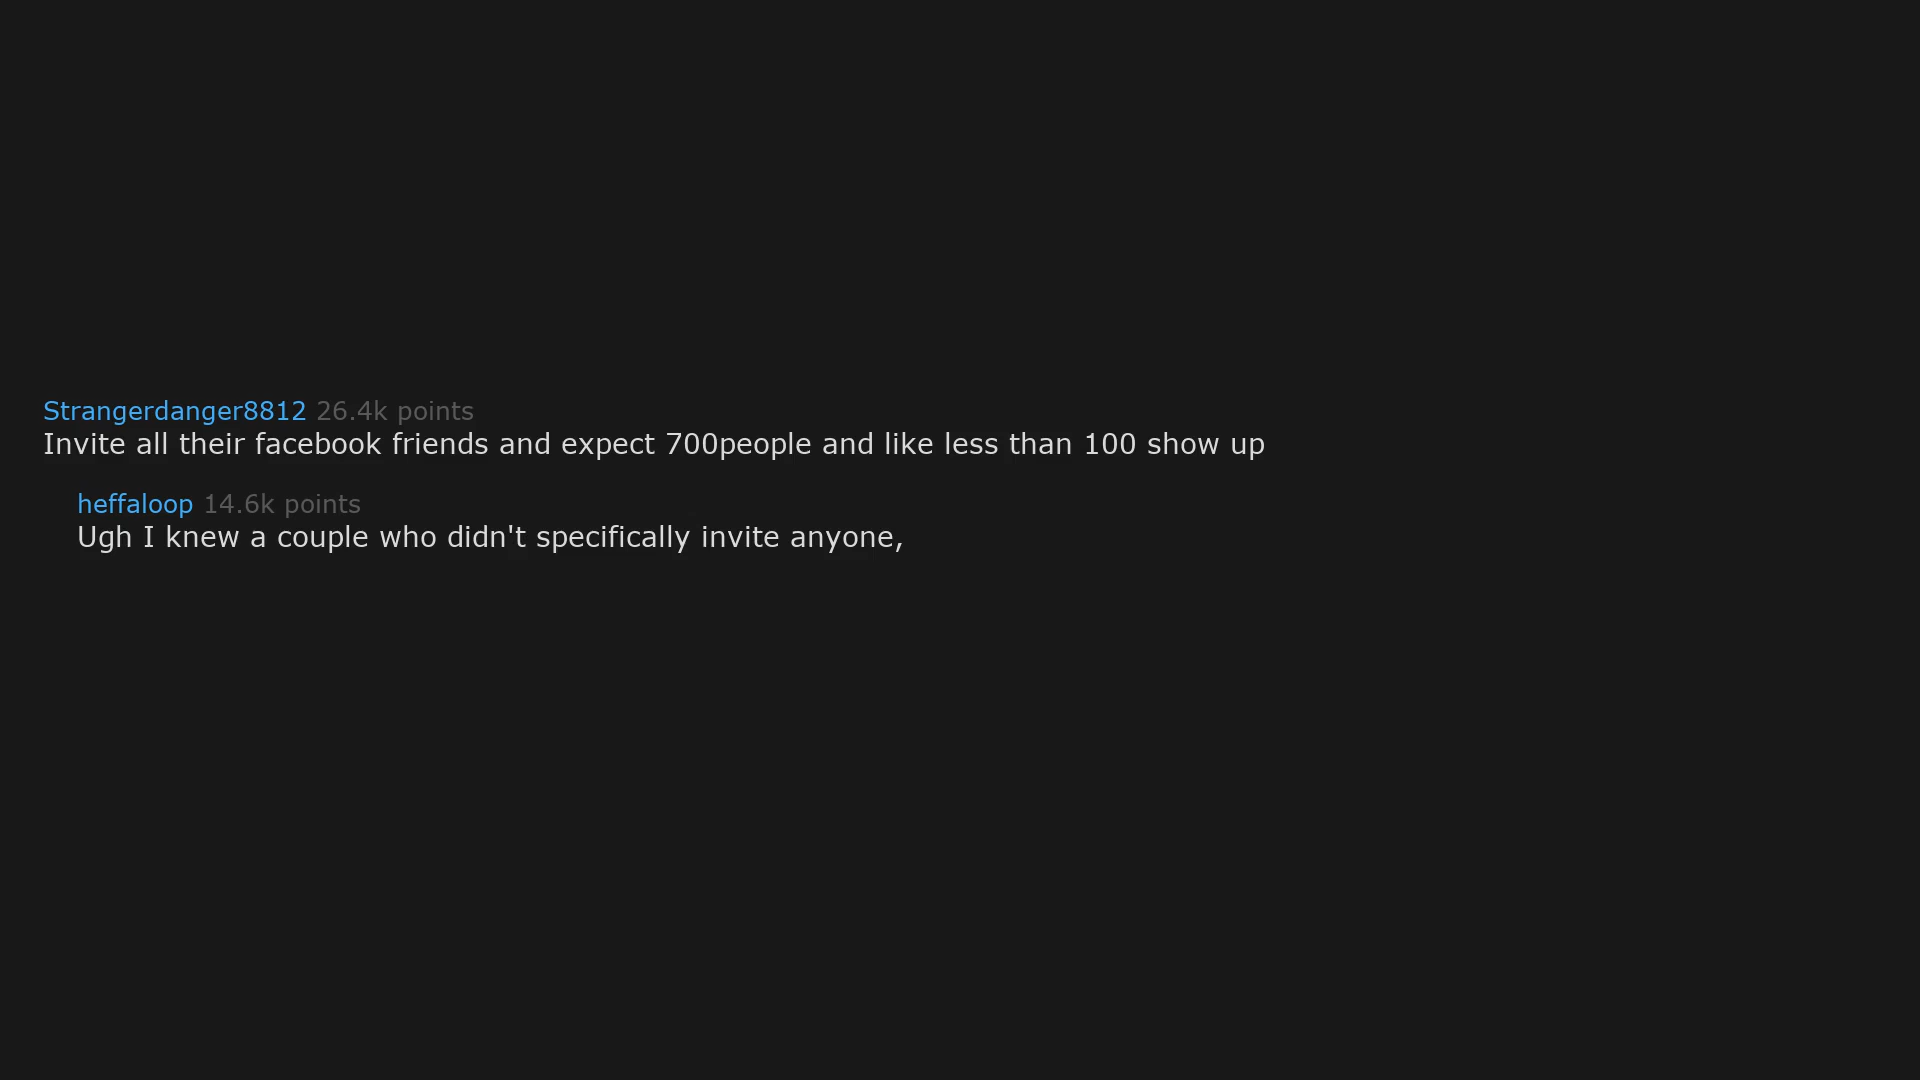 Strangerdanger8812 26.4k points
Invite all their facebook friends and expect 700people and like less than 100 show up
heffaloop 14.6k points
Ugh I knew a couple who didn't specifically invite anyone,